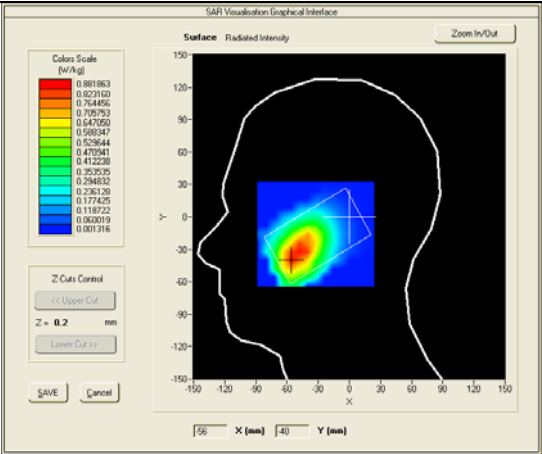 SAR Visualisation Graphical Interface
Surface Radiated Intensity
Zoom In/Out
Colors Scale
(W/kg)
0.881863
0.823160
0.764456
0.705753
0.647050
0.588347
0.529644
0.470941
0.412238
0.353535
0.294832
0.236128
0.177425
0.118722
0.060019
0.001316
150
120
90
60
30
0
-30
-60
-90
-120
-150
Y
-150 -120 -90 -60 -30 0 30 60 90 120 150
X
Z-Cuts Control
<< Upper Cut
Z = 0.2 mm
Lower Cut >>
SAVE Cancel
-56 X (mm) -40 Y (mm)